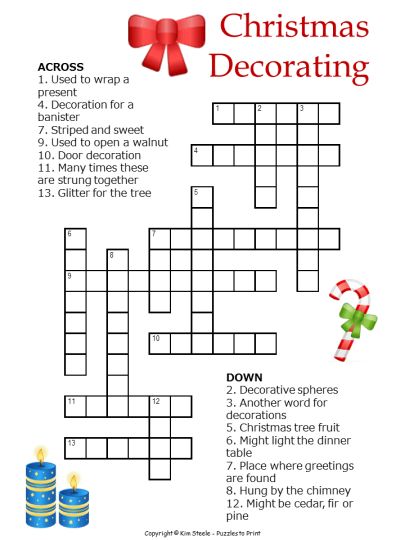 Christmas
Decorating
ACROSS
1. Used to wrap a
present
4. Decoration for a
banister
7. Striped and sweet
9. Used to open a walnut
10. Door decoration
11. Many times these
are strung together
13. Glitter for the tree
1 2 3
4
5
6 7
8
9
10
11 12
13
DOWN
2. Decorative spheres
3. Another word for
decorations
5. Christmas tree fruit
6. Might light the dinner
table
7. Place where greetings
are found
8. Hung by the chimney
12. Might be cedar, fir or
pine
Copyright © Kim Steele - Puzzles to Print